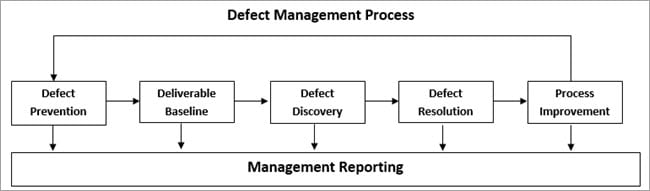 Defect Management Process
Defect
Prevention
Deliverable
Baseline
Defect
Discovery
Defect
Resolution
Process
Improvement
Management Reporting